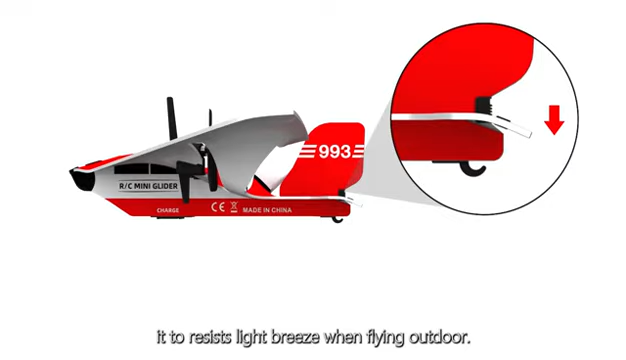 993
R/C MINI GLIDER
CHARGE
CE MADE IN CHINA
it to resists light breeze when flying outdoor.